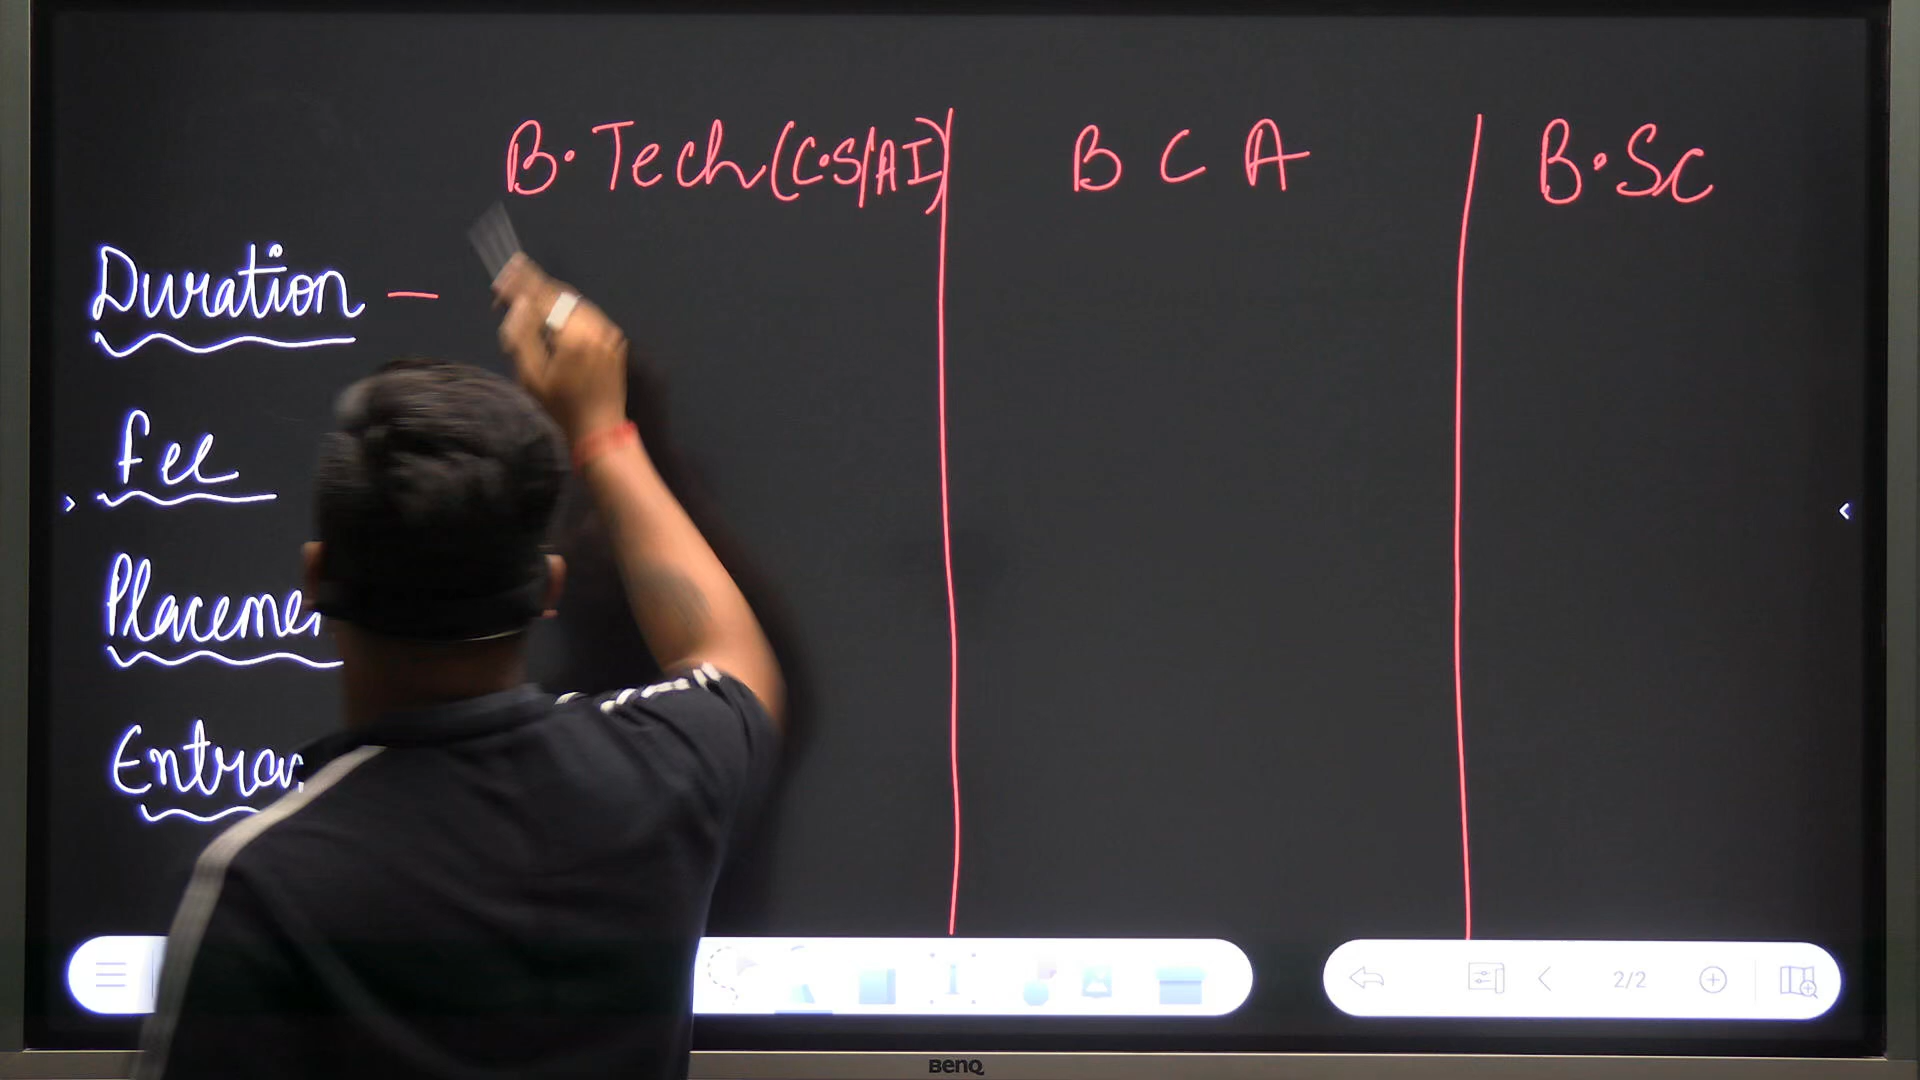 B.Tech(C.S/AI) BCA B.Sc
Duration —
Fee
2/2
BenQ